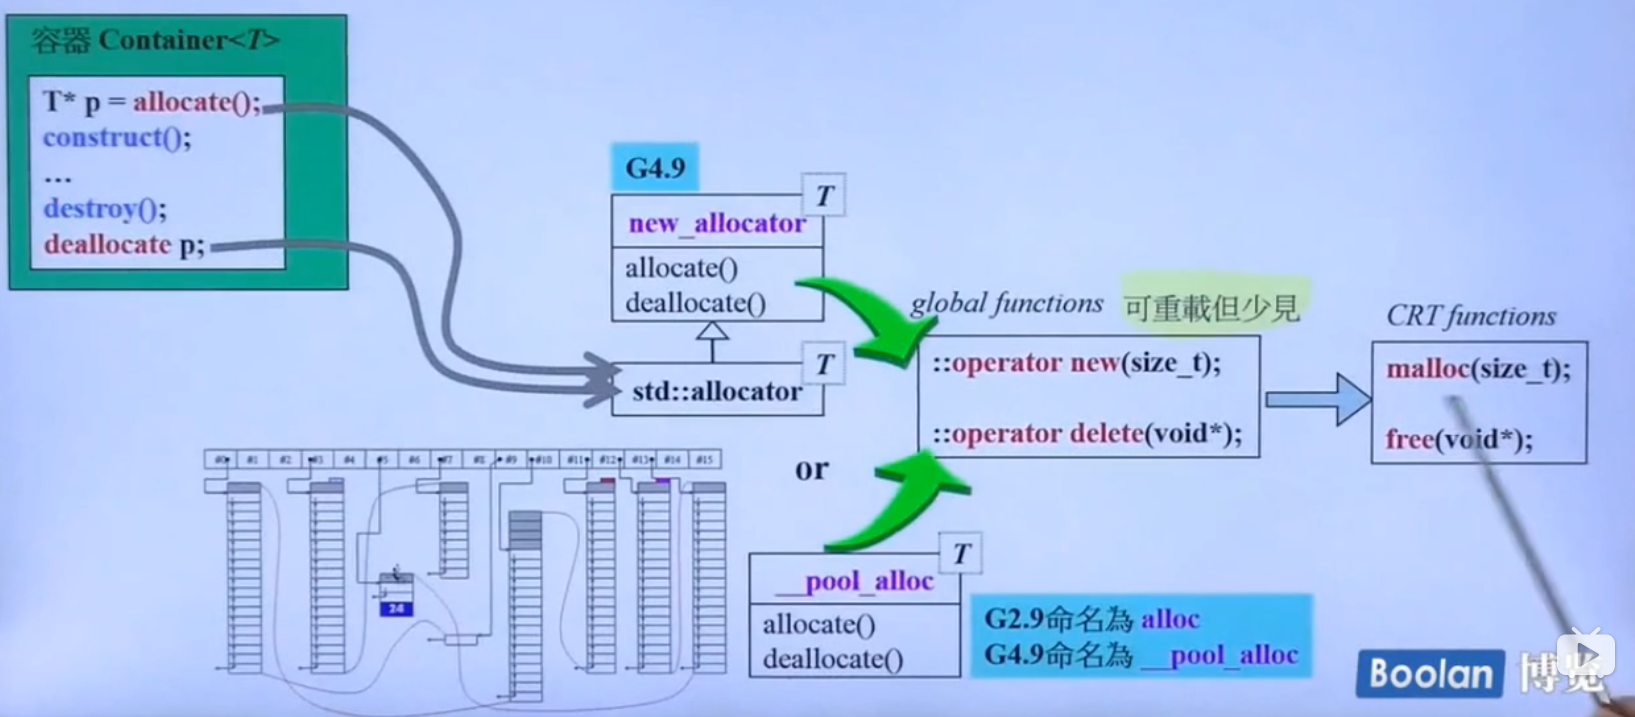 容器 Container<T>
T* p = allocate();
construct();
...
destroy();
deallocate p;
G4.9
T
new_allocator
allocate()
deallocate()
T
std::allocator
global functions 可重載但少見
::operator new(size_t);
::operator delete(void*);
CRT functions
malloc(size_t);
free(void*);
#0 #1 #2 #3 #4 #5 #6 #7 #8 #9 #10 #11 #12 #13 #14 #15
24
or
T
__pool_alloc
allocate()
deallocate()
G2.9命名為 alloc
G4.9命名為 __pool_alloc
Boolan 博览